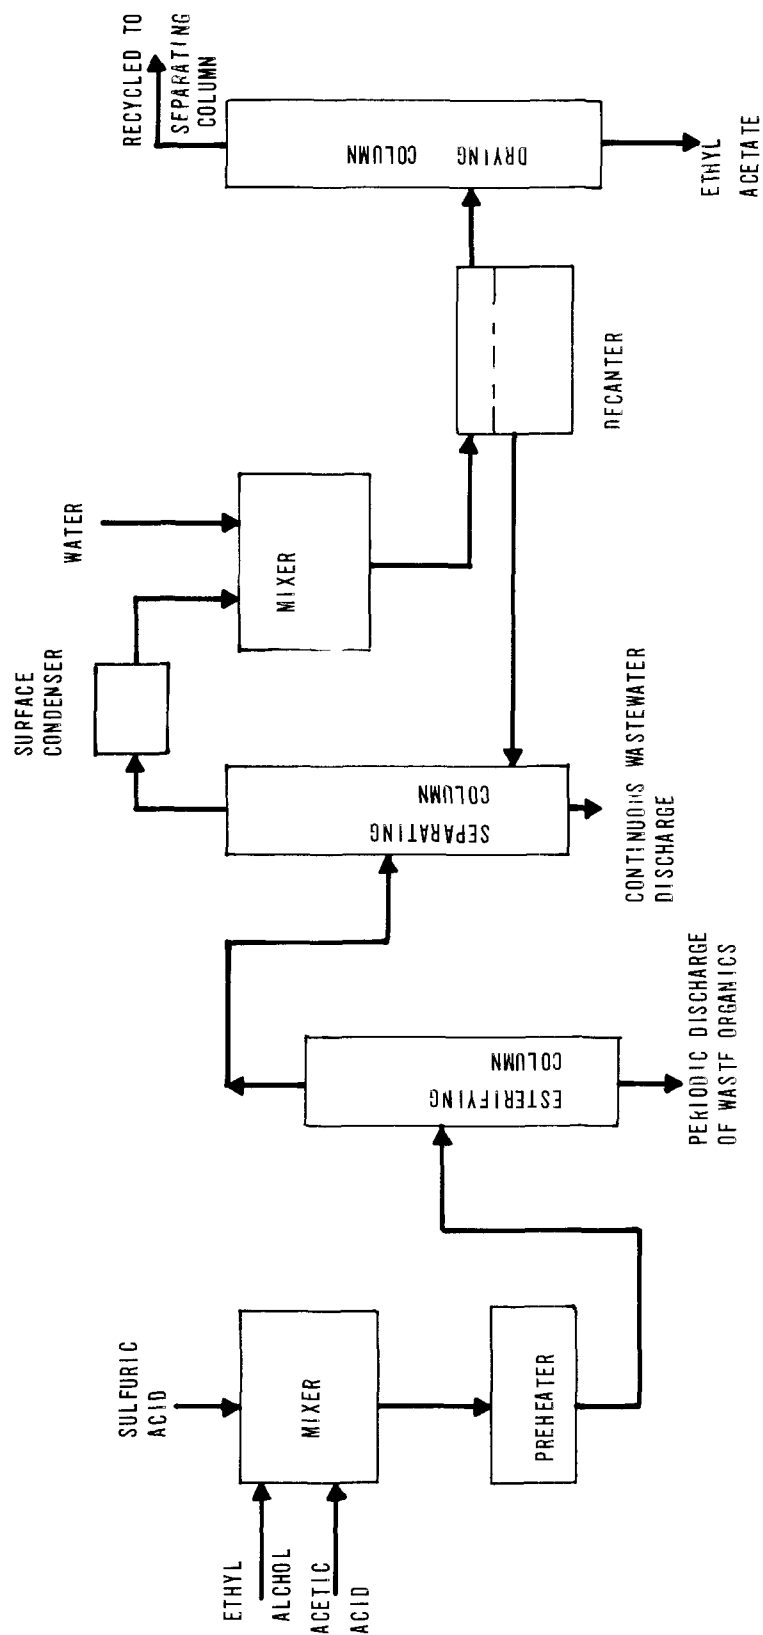 SULFURIC
ACID
ETHYL
ALCHOL
ACETIC
ACID
MIXER
PREHEATER
ESTERIFYING
COLUMN
PERIODIC DISCHARGE
OF WASTF ORGANICS
SEPARATING
COLUMN
CONTINUOUS WASTEWATER
DISCHARGE
SURFACE
CONDENSER
WATER
MIXER
DECANTER
DRYING
COLUMN
RECYCLED TO
SEPARATING
COLUMN
ETHYL
ACETATE